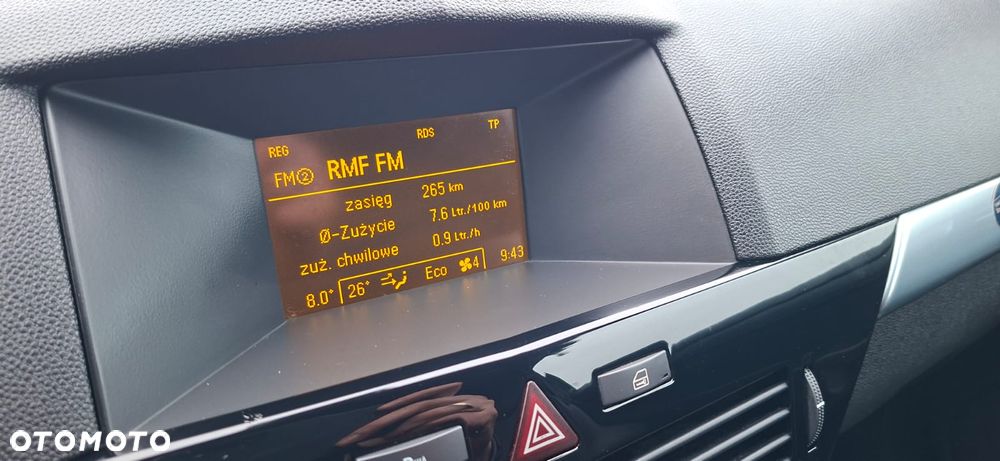 REG RDS TP
FM2 RMF FM
zasięg 265 km
Ø-Zużycie 7.6 Ltr./100 km
zuż. chwilowe 0.9 Ltr./h
8.0° 26° Eco 4 9:43
OTOMOTO